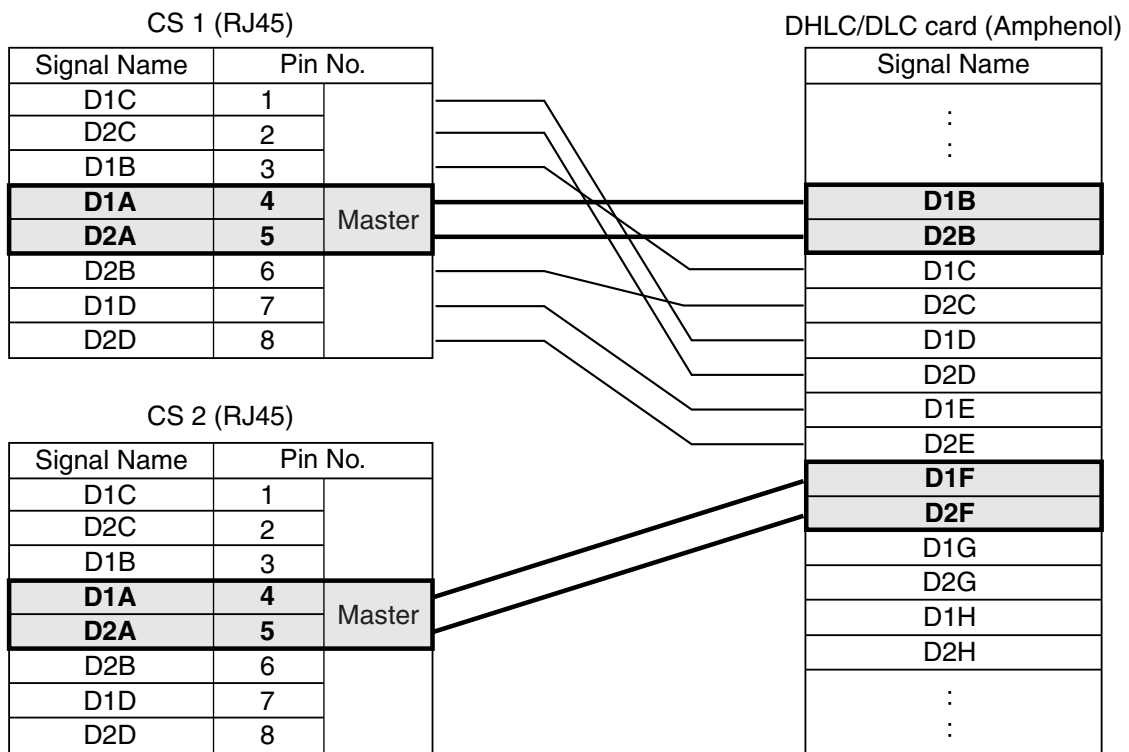 CS 1 (RJ45)
Signal Name Pin No.
D1C 1
D2C 2
D1B 3
D1A 4
D2A 5
Master
D2B 6
D1D 7
D2D 8
CS 2 (RJ45)
Signal Name Pin No.
D1C 1
D2C 2
D1B 3
D1A 4
D2A 5
Master
D2B 6
D1D 7
D2D 8
DHLC/DLC card (Amphenol)
Signal Name
:
:
D1B
D2B
D1C
D2C
D1D
D2D
D1E
D2E
D1F
D2F
D1G
D2G
D1H
D2H
:
: